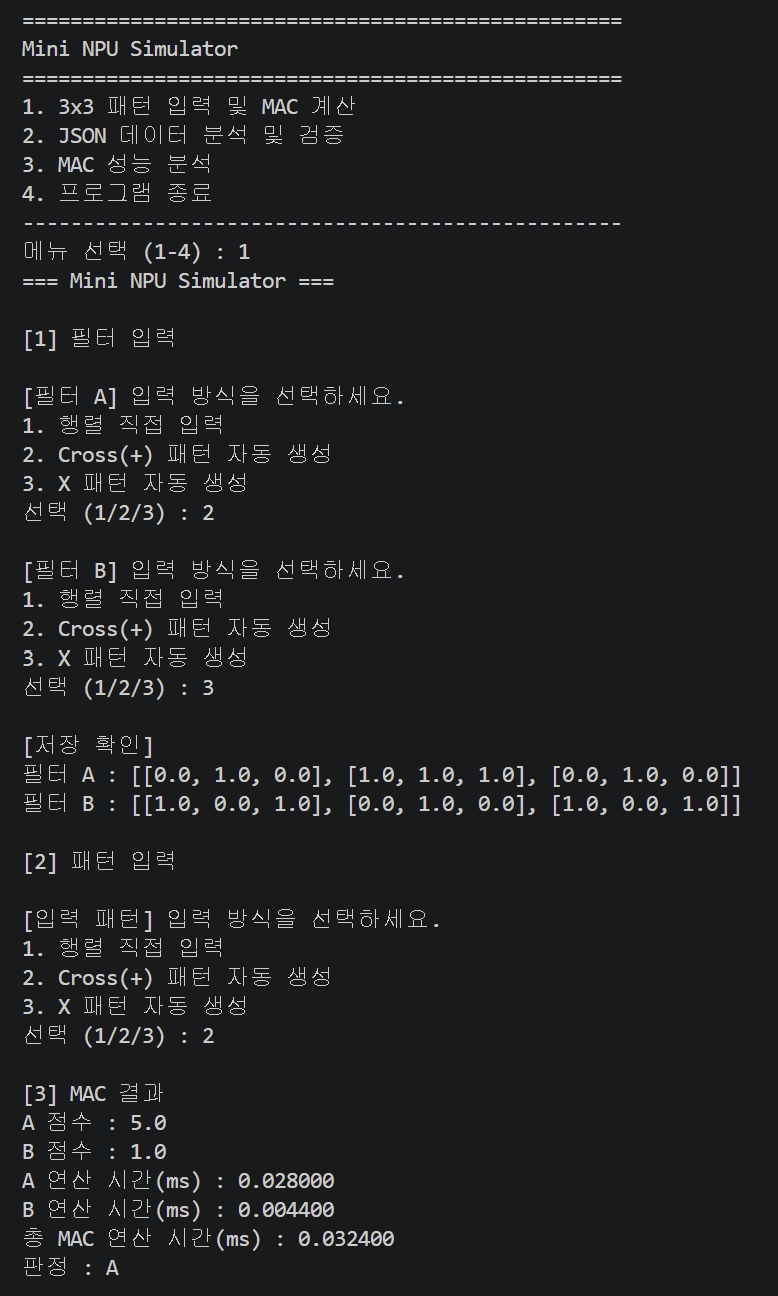 ==================================================
Mini NPU Simulator
==================================================
1. 3x3 패턴 입력 및 MAC 계산
2. JSON 데이터 분석 및 검증
3. MAC 성능 분석
4. 프로그램 종료
--------------------------------------------------
메뉴 선택 (1-4) : 1
=== Mini NPU Simulator ===
[1] 필터 입력
[필터 A] 입력 방식을 선택하세요.
1. 행렬 직접 입력
2. Cross(+) 패턴 자동 생성
3. X 패턴 자동 생성
선택 (1/2/3) : 2
[필터 B] 입력 방식을 선택하세요.
1. 행렬 직접 입력
2. Cross(+) 패턴 자동 생성
3. X 패턴 자동 생성
선택 (1/2/3) : 3
[저장 확인]
필터 A : [[0.0, 1.0, 0.0], [1.0, 1.0, 1.0], [0.0, 1.0, 0.0]]
필터 B : [[1.0, 0.0, 1.0], [0.0, 1.0, 0.0], [1.0, 0.0, 1.0]]
[2] 패턴 입력
[입력 패턴] 입력 방식을 선택하세요.
1. 행렬 직접 입력
2. Cross(+) 패턴 자동 생성
3. X 패턴 자동 생성
선택 (1/2/3) : 2
[3] MAC 결과
A 점수 : 5.0
B 점수 : 1.0
A 연산 시간(ms) : 0.028000
B 연산 시간(ms) : 0.004400
총 MAC 연산 시간(ms) : 0.032400
판정 : A